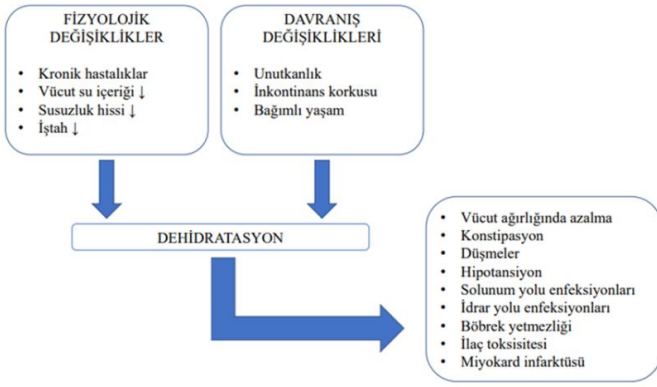 FİZYOLOJİK
DEĞİŞİKLİKLER
• Kronik hastalıklar
• Vücut su içeriği ↓
• Susuzluk hissi ↓
• İştah ↓
DAVRANIŞ
DEĞİŞİKLİKLERİ
• Unutkanlık
• İnkontinans korkusu
• Bağımlı yaşam
DEHİDRATASYON
• Vücut ağırlığında azalma
• Konstipasyon
• Düşmeler
• Hipotansiyon
• Solunum yolu enfeksiyonları
• İdrar yolu enfeksiyonları
• Böbrek yetmezliği
• İlaç toksisitesi
• Miyokard infarktüsü